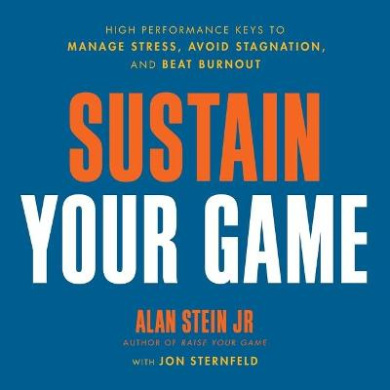 HIGH PERFORMANCE KEYS TO
MANAGE STRESS, AVOID STAGNATION,
AND BEAT BURNOUT
SUSTAIN
YOUR GAME
ALAN STEIN JR
AUTHOR OF RAISE YOUR GAME
WITH JON STERNFELD